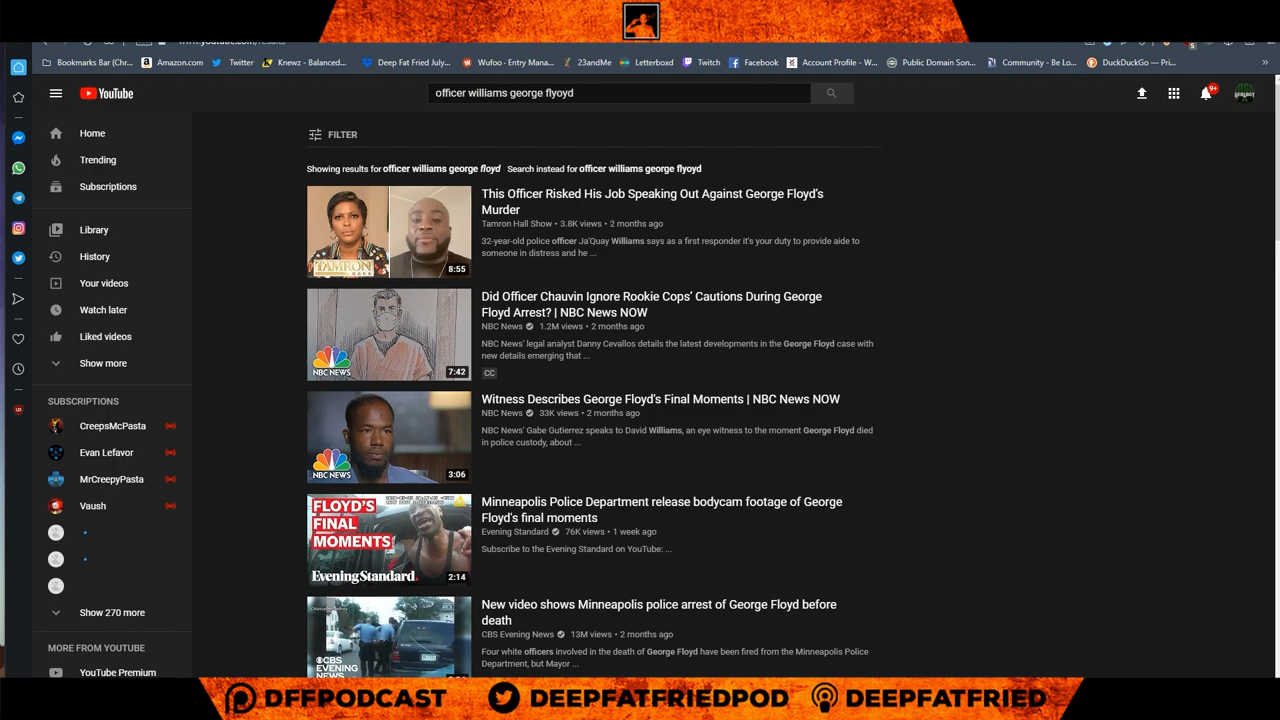 Bookmarks Bar (Chr...
Amazon.com
Twitter
Knewz - Balanced...
Deep Fat Fried July...
Wufoo - Entry Mana...
23andMe
Letterboxd
Twitch
Facebook
Account Profile - W...
Public Domain Son...
Community - Be Lo...
DuckDuckGo — Pri...
»
YouTube
officer williams george flyoyd
9+
Home
Trending
Subscriptions
Library
History
Your videos
Watch later
Liked videos
Show more
SUBSCRIPTIONS
CreepsMcPasta
Evan Lefavor
MrCreepyPasta
Vaush
Show 270 more
MORE FROM YOUTUBE
YouTube Premium
FILTER
Showing results for officer williams george floyd Search instead for officer williams george flyoyd
TAMRON
8:55
This Officer Risked His Job Speaking Out Against George Floyd's
Murder
Tamron Hall Show • 3.8K views • 2 months ago
32-year-old police officer Ja'Quay Williams says as a first responder it's your duty to provide aide to
someone in distress and he ...
NBC NEWS
7:42
Did Officer Chauvin Ignore Rookie Cops' Cautions During George
Floyd Arrest? | NBC News NOW
NBC News 1.2M views • 2 months ago
NBC News' legal analyst Danny Cevallos details the latest developments in the George Floyd case with
new details emerging that ...
CC
NBC NEWS
3:06
Witness Describes George Floyd's Final Moments | NBC News NOW
NBC News 33K views • 2 months ago
NBC News' Gabe Gutierrez speaks to David Williams, an eye witness to the moment George Floyd died
in police custody, about ...
FLOYD'S
FINAL
MOMENTS
Evening Standard.
2:14
Minneapolis Police Department release bodycam footage of George
Floyd's final moments
Evening Standard 76K views • 1 week ago
Subscribe to the Evening Standard on YouTube: ...
CBS
EVENING
NEWS
New video shows Minneapolis police arrest of George Floyd before
death
CBS Evening News 13M views • 2 months ago
Four white officers involved in the death of George Floyd have been fired from the Minneapolis Police
Department, but Mayor ...
DFFPODCAST
DEEPFATFRIEDPOD
DEEPFATFRIED